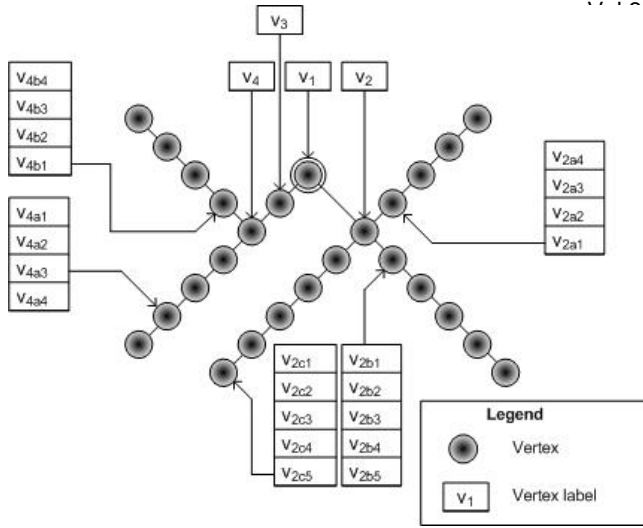 v3
v4
v1
v2
v4b4
v4b3
v4b2
v4b1
v2a4
v2a3
v2a2
v2a1
v4a1
v4a2
v4a3
v4a4
v2c1
v2c2
v2c3
v2c4
v2c5
v2b1
v2b2
v2b3
v2b4
v2b5
Legend
Vertex
v1
Vertex label